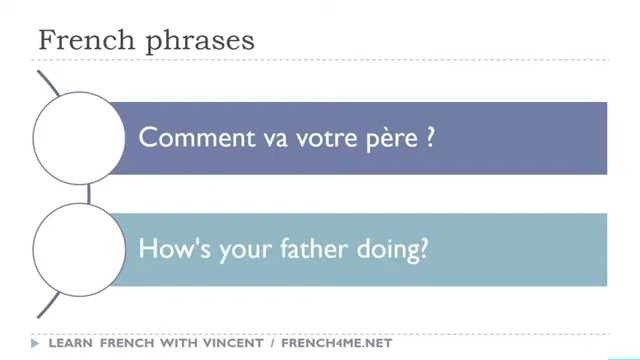 French phrases
Comment va votre père ?
How's your father doing?
LEARN FRENCH WITH VINCENT / FRENCH4ME.NET